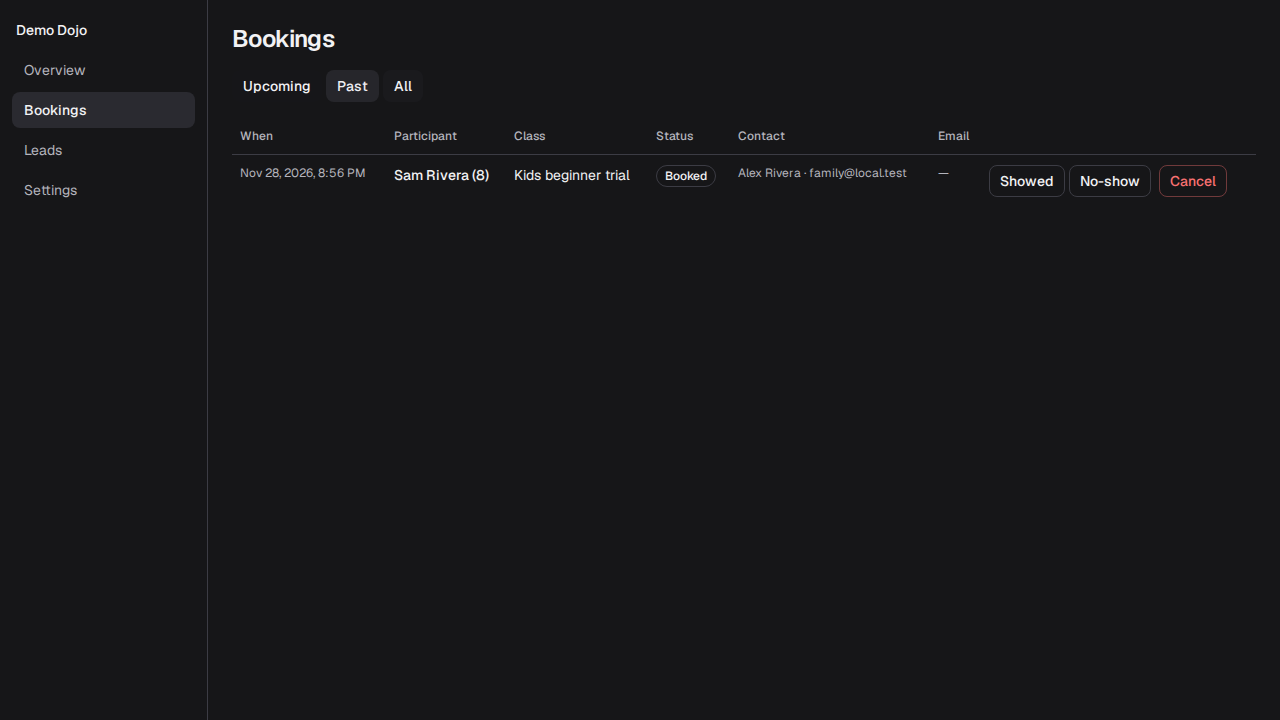 Demo Dojo
Overview
Bookings
Leads
Settings
Bookings
Upcoming Past All
When Participant Class Status Contact Email
Nov 28, 2026, 8:56 PM Sam Rivera (8) Kids beginner trial Booked Alex Rivera · family@local.test — Showed No-show Cancel